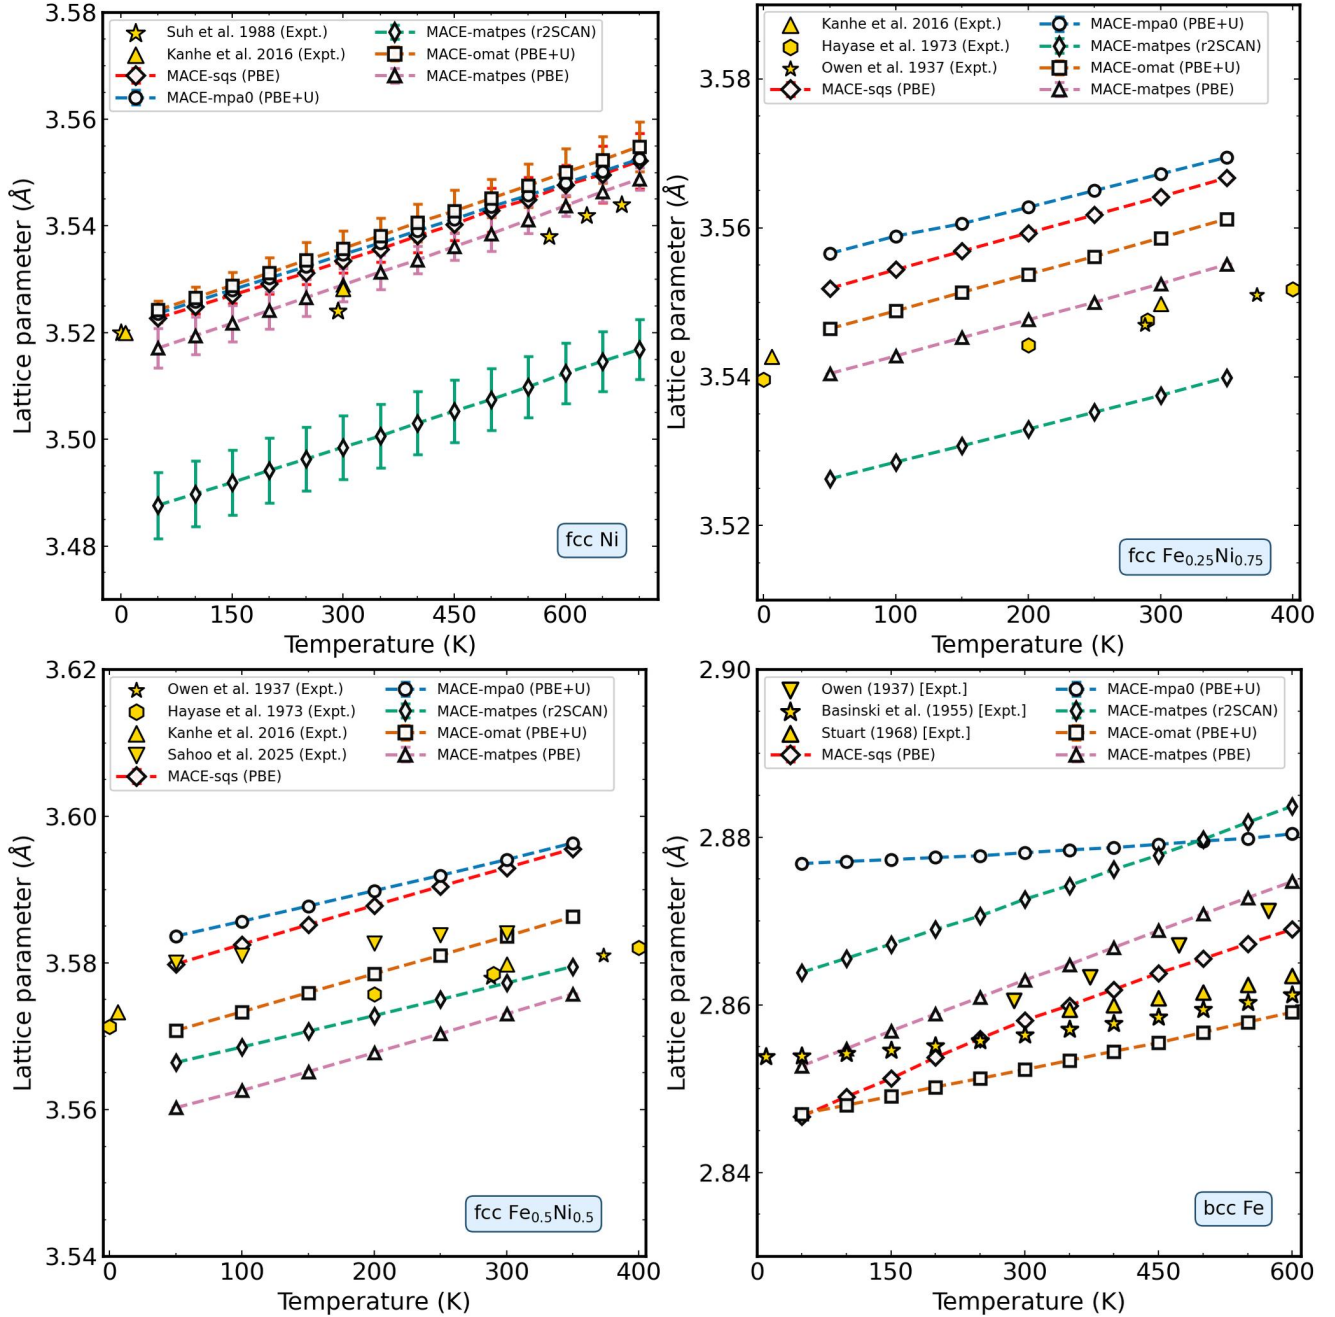 Suh et al. 1988 (Expt.)
Kanhe et al. 2016 (Expt.)
MACE-sqs (PBE)
MACE-mpa0 (PBE+U)
MACE-matpes (r2SCAN)
MACE-omat (PBE+U)
MACE-matpes (PBE)
3.58
3.56
3.54
3.52
3.50
3.48
Lattice parameter (Å)
fcc Ni
0 150 300 450 600
Temperature (K)
Kanhe et al. 2016 (Expt.)
Hayase et al. 1973 (Expt.)
Owen et al. 1937 (Expt.)
MACE-sqs (PBE)
MACE-mpa0 (PBE+U)
MACE-matpes (r2SCAN)
MACE-omat (PBE+U)
MACE-matpes (PBE)
3.58
3.56
3.54
3.52
Lattice parameter (Å)
fcc Fe0.25Ni0.75
0 100 200 300 400
Temperature (K)
Owen et al. 1937 (Expt.)
Hayase et al. 1973 (Expt.)
Kanhe et al. 2016 (Expt.)
Sahoo et al. 2025 (Expt.)
MACE-sqs (PBE)
MACE-mpa0 (PBE+U)
MACE-matpes (r2SCAN)
MACE-omat (PBE+U)
MACE-matpes (PBE)
3.62
3.60
3.58
3.56
3.54
Lattice parameter (Å)
fcc Fe0.5Ni0.5
0 100 200 300 400
Temperature (K)
Owen (1937) [Expt.]
Basinski et al. (1955) [Expt.]
Stuart (1968) [Expt.]
MACE-sqs (PBE)
MACE-mpa0 (PBE+U)
MACE-matpes (r2SCAN)
MACE-omat (PBE+U)
MACE-matpes (PBE)
2.90
2.88
2.86
2.84
Lattice parameter (Å)
bcc Fe
0 150 300 450 600
Temperature (K)